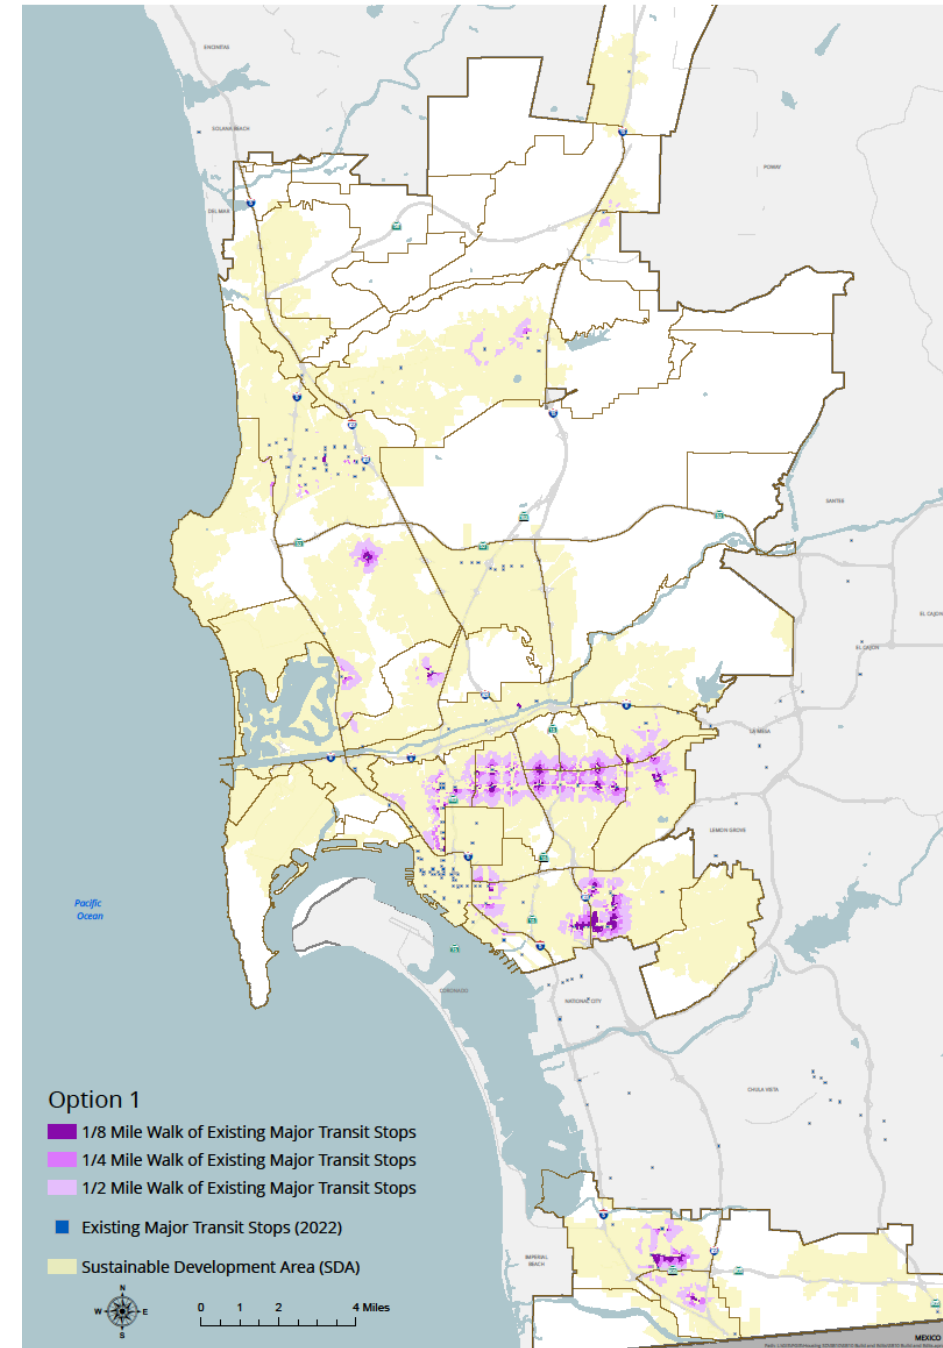 ENCINITAS
SOLANA BEACH
DEL MAR
POWAY
SANTEE
EL CAJON
EL CAJON
LA MESA
LEMON GROVE
Pacific
Ocean
CORONADO
NATIONAL CITY
CHULA VISTA
IMPERIAL
BEACH
MEXICO
Option 1
1/8 Mile Walk of Existing Major Transit Stops
1/4 Mile Walk of Existing Major Transit Stops
1/2 Mile Walk of Existing Major Transit Stops
Existing Major Transit Stops (2022)
Sustainable Development Area (SDA)
N
W E
S
0 1 2 4 Miles